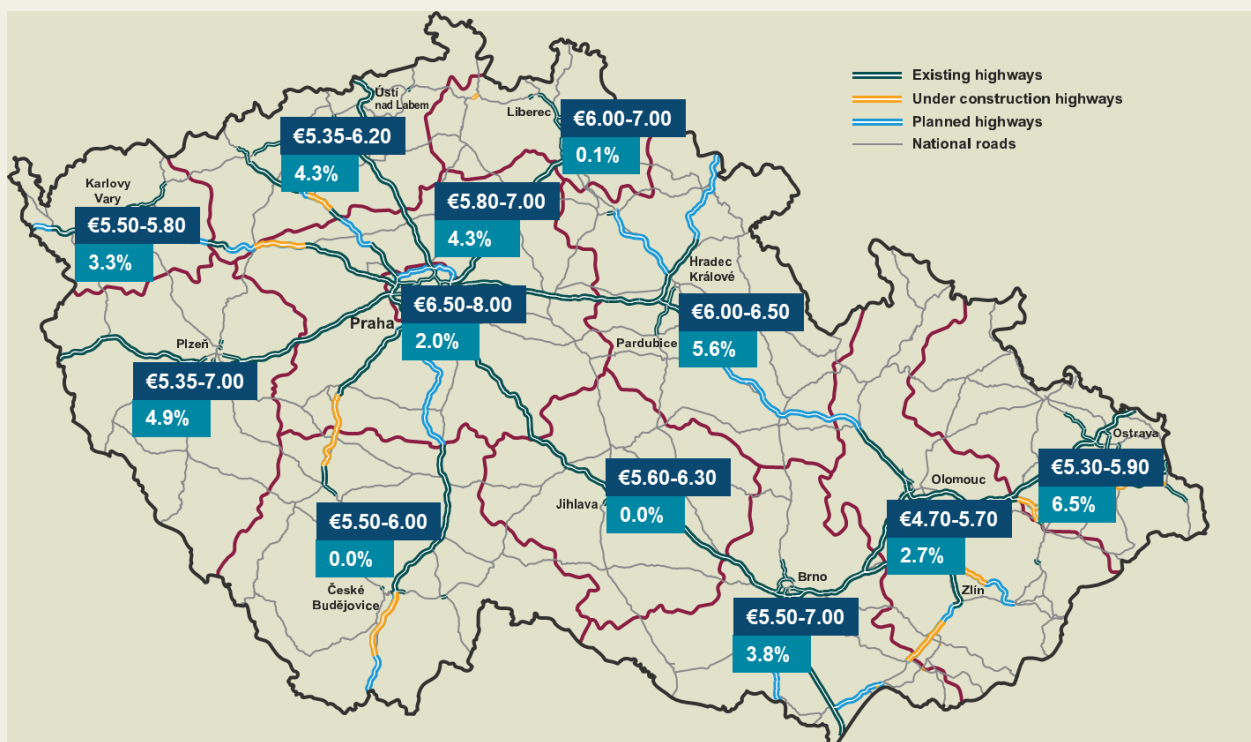 Existing highways
Under construction highways
Planned highways
National roads
Ústí
nad Labem
Liberec
€6.00-7.00
0.1%
€5.35-6.20
4.3%
Karlovy
Vary
€5.50-5.80
3.3%
€5.80-7.00
4.3%
Hradec
Králové
Praha
€6.50-8.00
2.0%
€6.00-6.50
5.6%
Pardubice
Plzeň
€5.35-7.00
4.9%
Ostrava
€5.30-5.90
6.5%
€5.60-6.30
0.0%
Jihlava
Olomouc
€4.70-5.70
2.7%
€5.50-6.00
0.0%
České
Budějovice
Brno
€5.50-7.00
3.8%
Zlín